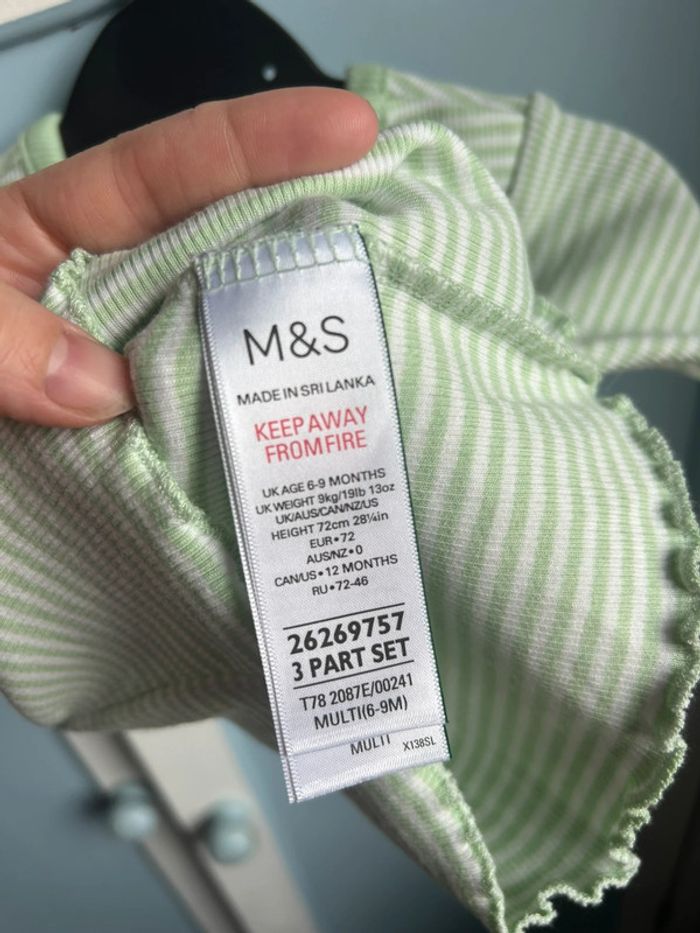 M&S
MADE IN SRI LANKA
KEEP AWAY
FROM FIRE
UK AGE 6-9 MONTHS
UK WEIGHT 9kg/19lb 13oz
UK/AUS/CAN/NZ/US
HEIGHT 72cm 28¼in
EUR•72
AUS/NZ•0
CAN/US•12 MONTHS
RU•72-46
26269757
3 PART SET
T78 2087E/00241
MULTI(6-9M)
MULTI X138SL